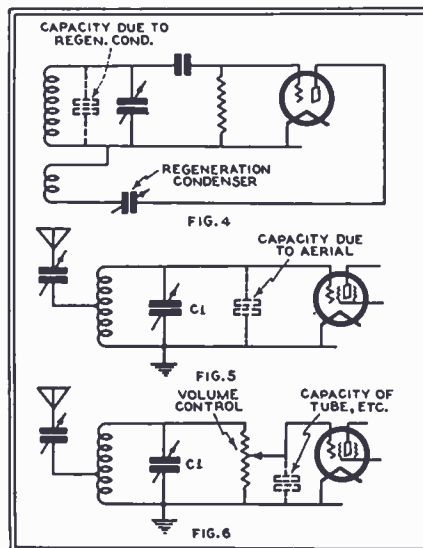 CAPACITY DUE TO
REGEN. COND.
REGENERATION
CONDENSER
FIG. 4
CAPACITY DUE
TO AERIAL
C1
FIG.5
VOLUME
CONTROL
CAPACITY OF
TUBE, ETC.
C1
FIG.6